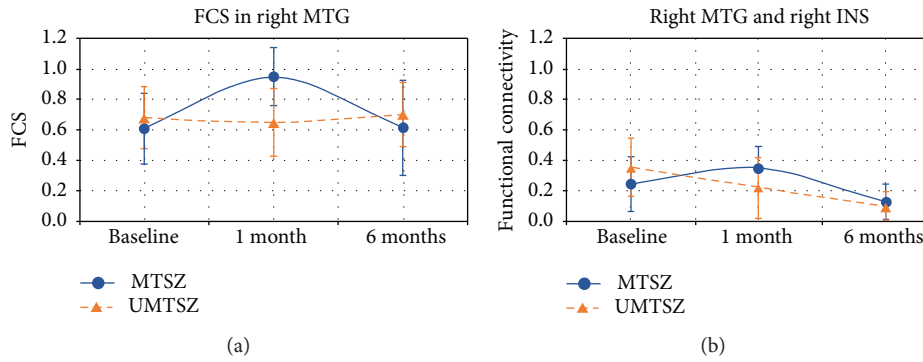 FCS in right MTG
1.2
1.0
0.8
0.6
0.4
0.2
0.0
FCS
Baseline
1 month
6 months
MTSZ
UMTSZ
(a)
Right MTG and right INS
1.2
1.0
0.8
0.6
0.4
0.2
0.0
Functional connectivity
Baseline
1 month
6 months
MTSZ
UMTSZ
(b)